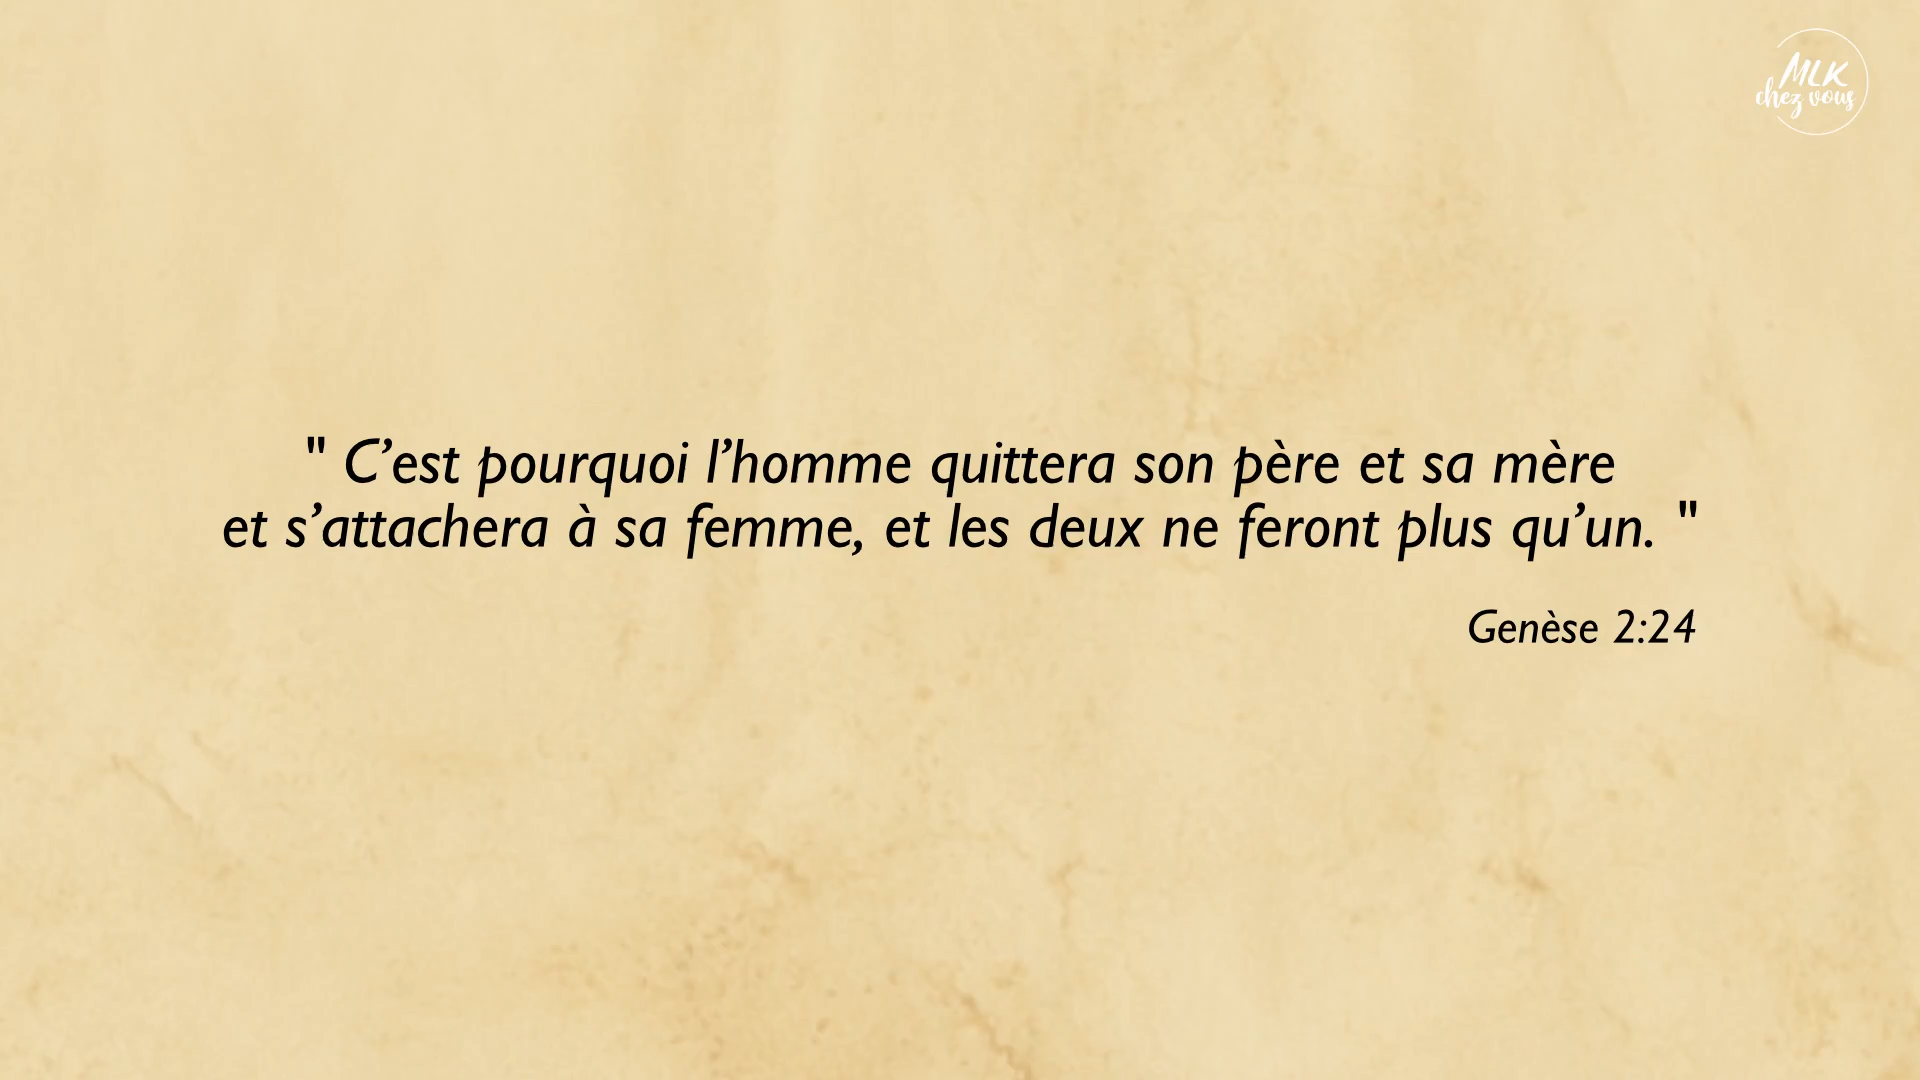 MLK
chez vous
" C’est pourquoi l’homme quittera son père et sa mère
et s’attachera à sa femme, et les deux ne feront plus qu’un. "
Genèse 2:24